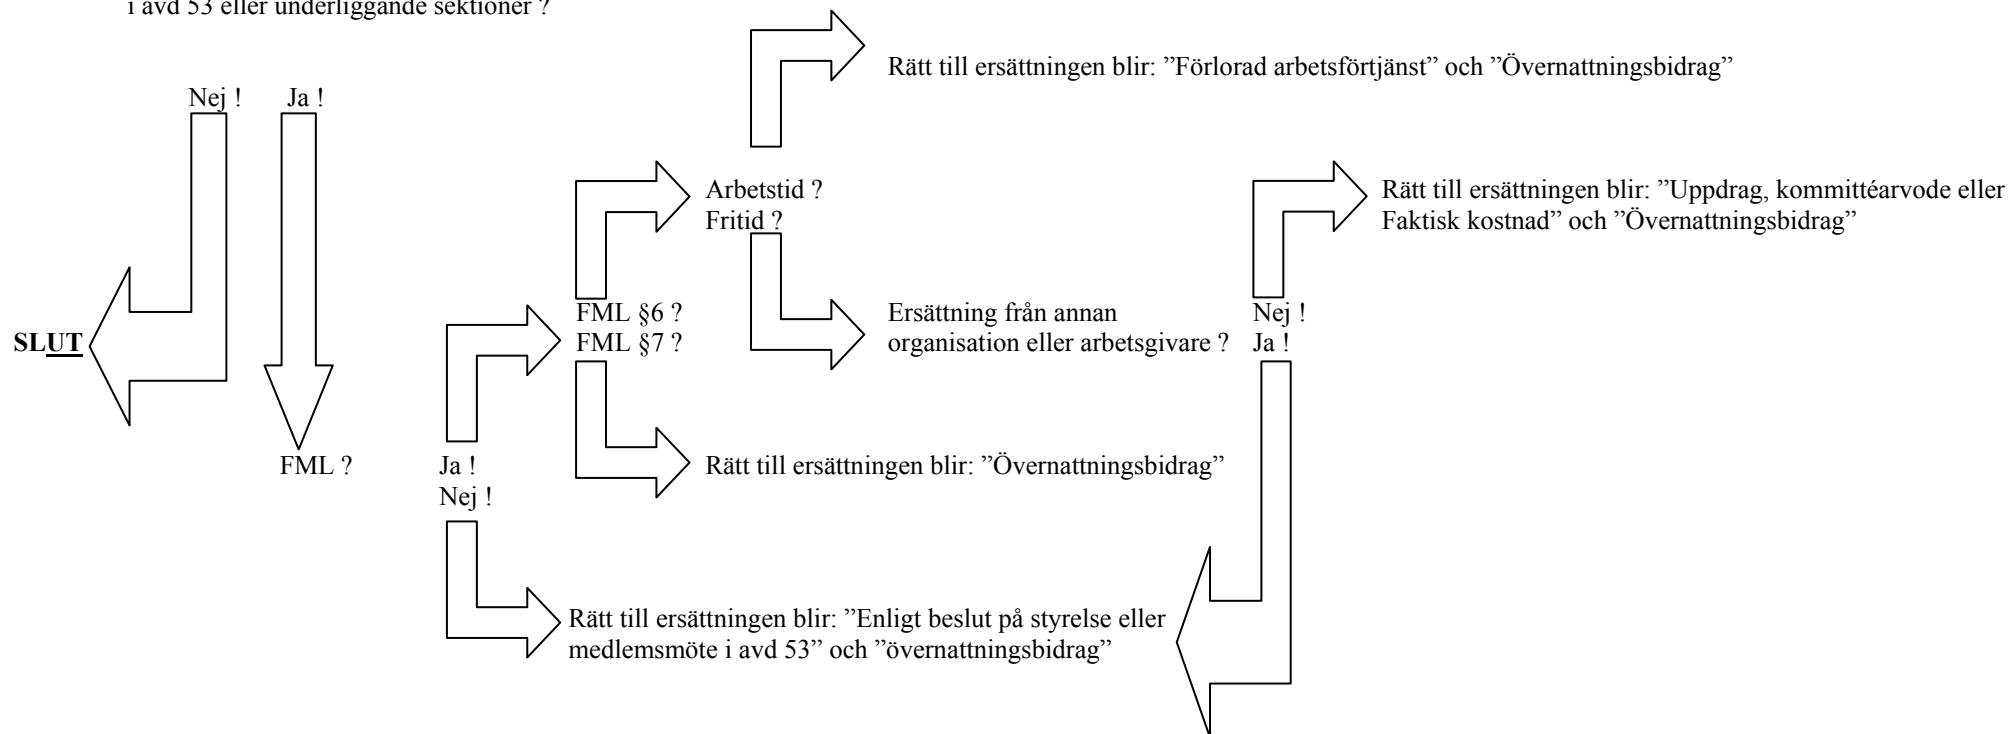 i avd 53 eller underliggande sektioner ?
Rätt till ersättningen blir: ”Förlorad arbetsförtjänst” och ”Övernattningsbidrag”
Nej !
Ja !
Arbetstid ?
Fritid ?
Rätt till ersättningen blir: ”Uppdrag, kommittéarvode eller
Faktisk kostnad” och ”Övernattningsbidrag”
FML §6 ?
FML §7 ?
Ersättning från annan
organisation eller arbetsgivare ?
Nej !
Ja !
SLUT
FML ?
Ja !
Nej !
Rätt till ersättningen blir: ”Övernattningsbidrag”
Rätt till ersättningen blir: ”Enligt beslut på styrelse eller
medlemsmöte i avd 53” och ”övernattningsbidrag”